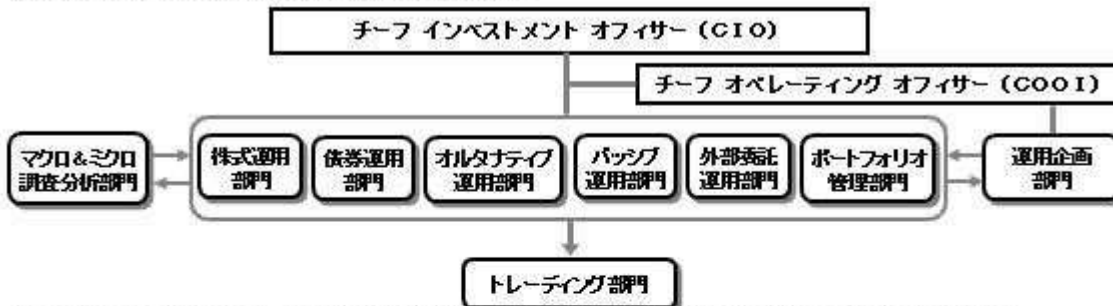 チーフ インベストメント オフィサー (CIO)
チーフ オペレーティング オフィサー (COOI)
マクロ&ミクロ
調査分析部門
株式運用
部門
債券運用
部門
オルタナティブ
運用部門
パッシブ
運用部門
外部委託
運用部門
ポートフォリオ
管理部門
運用企画
部門
トレーディング部門